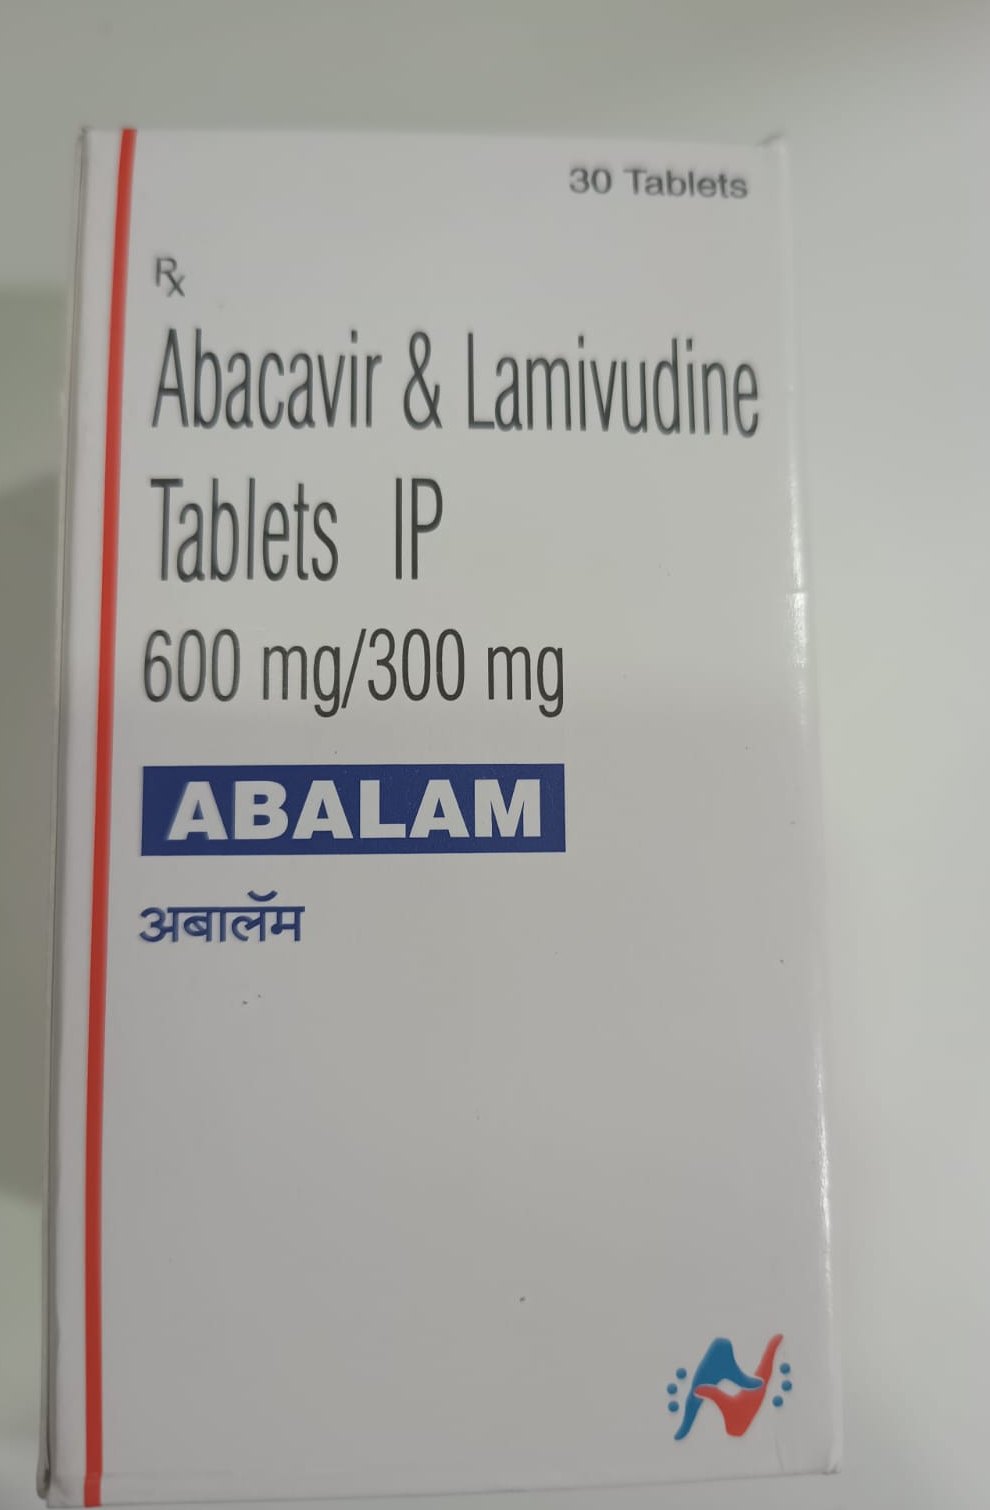 30 Tablets
Rx
Abacavir & Lamivudine
Tablets IP
600 mg/300 mg
ABALAM
अबालॅम